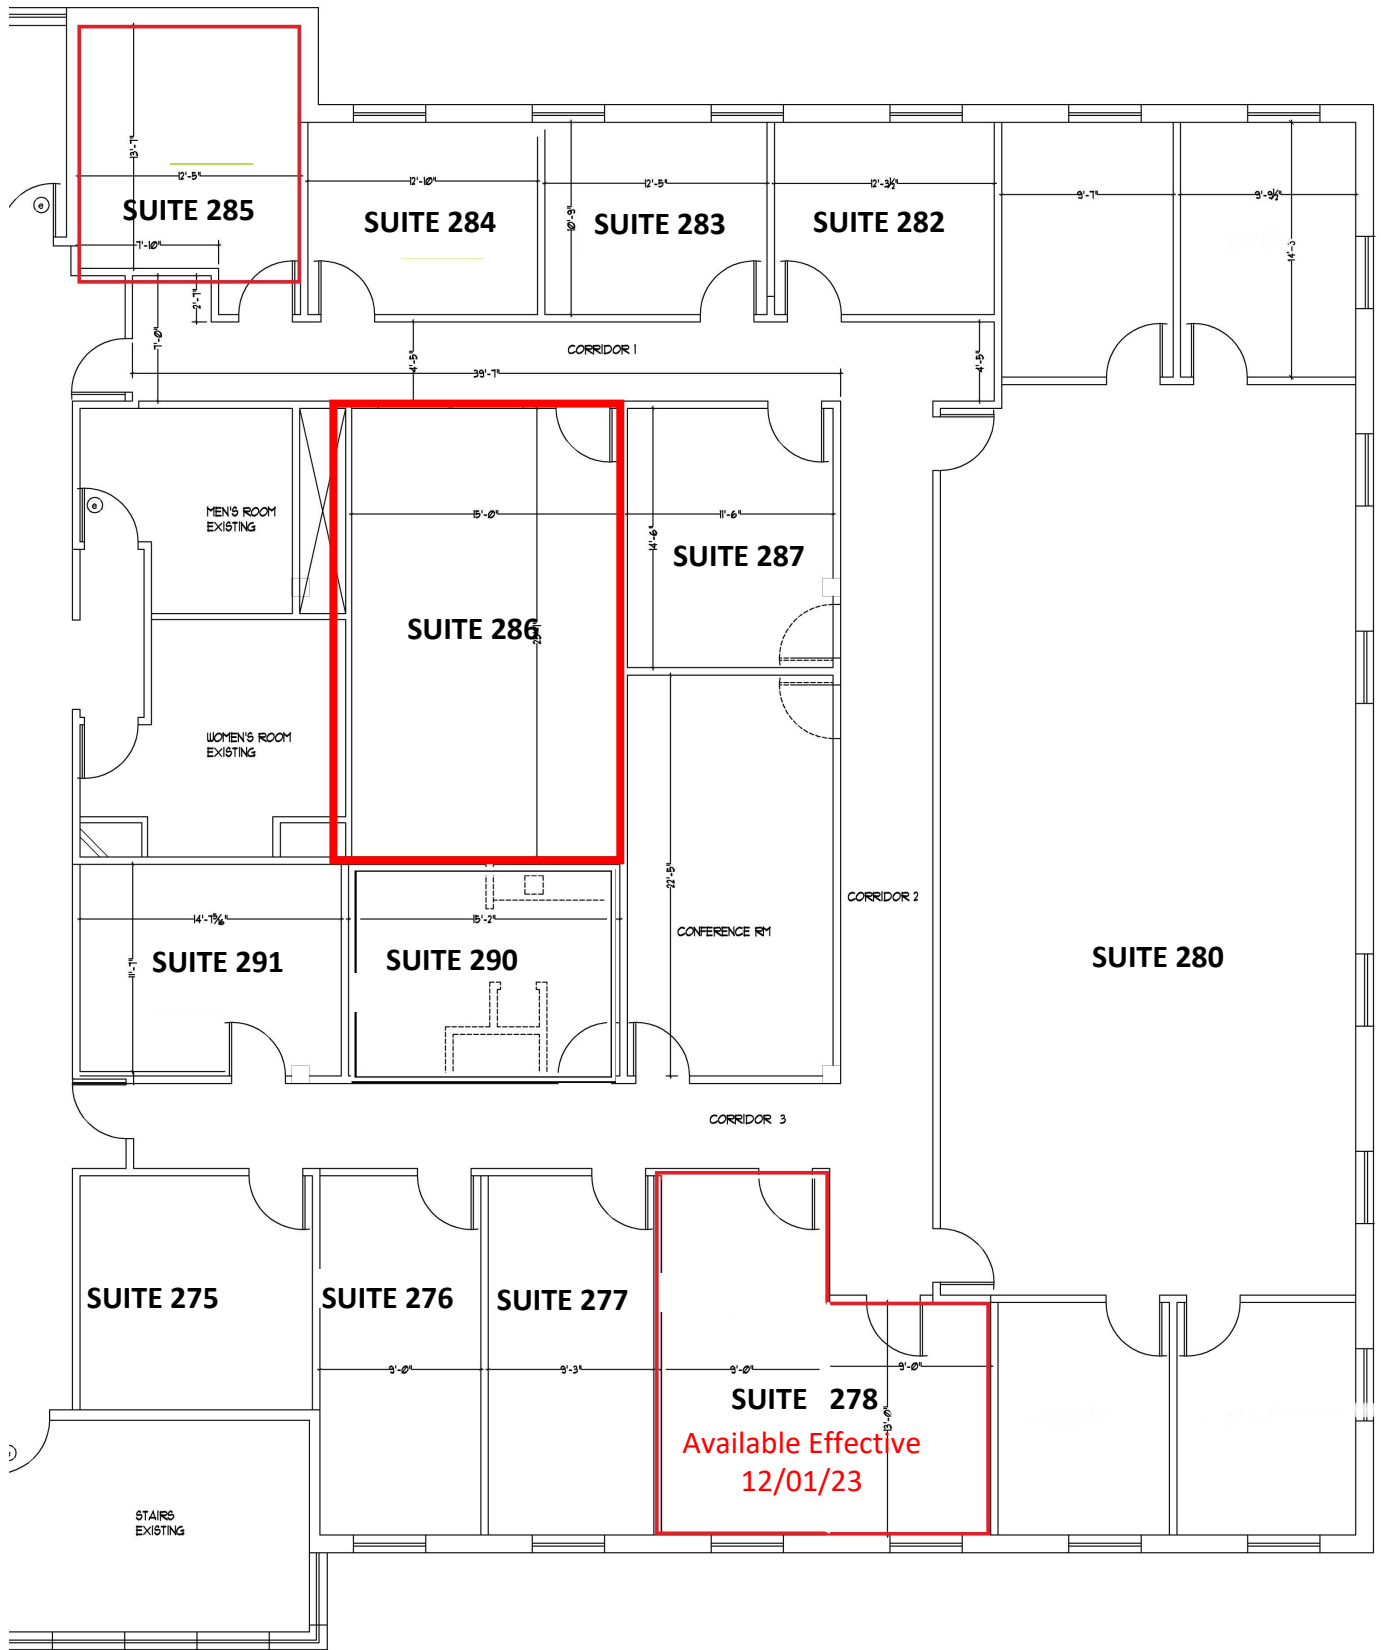 13'-7"
12'-5"
SUITE 285
7'-10"
2'-7"
7'-0"
12'-10"
SUITE 284
12'-5"
10'-9"
SUITE 283
12'-3½"
SUITE 282
9'-7"
9'-9½"
14'-3
CORRIDOR 1
4'-5"
39'-7"
4'-5"
MEN'S ROOM
EXISTING
e
e
15'-0"
SUITE 286
11'-6"
14'-6"
SUITE 287
WOMEN'S ROOM
EXISTING
22'-5"
CONFERENCE RM
CORRIDOR 2
SUITE 280
14'-7⅝"
11'-7"
SUITE 291
15'-2"
SUITE 290
CORRIDOR 3
SUITE 275
SUITE 276
9'-0"
SUITE 277
9'-3"
9'-0"
9'-0"
13'-0"
SUITE 278
Available Effective
12/01/23
STAIRS
EXISTING